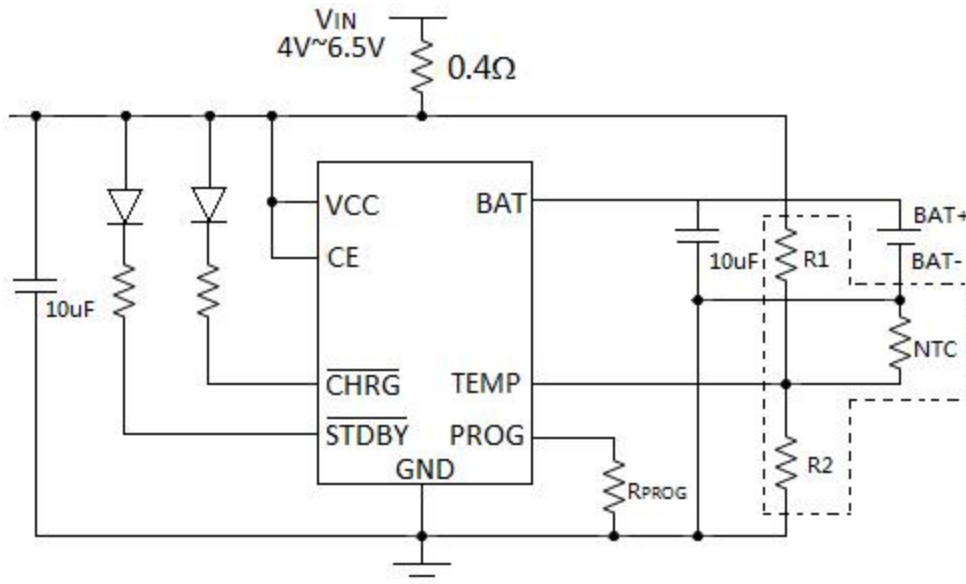 VIN
4V~6.5V
0.4Ω
VCC
BAT
CE
BAT+
BAT-
10uF
R1
10uF
NTC
CHRG
TEMP
STDBY
PROG
GND
RPROG
R2